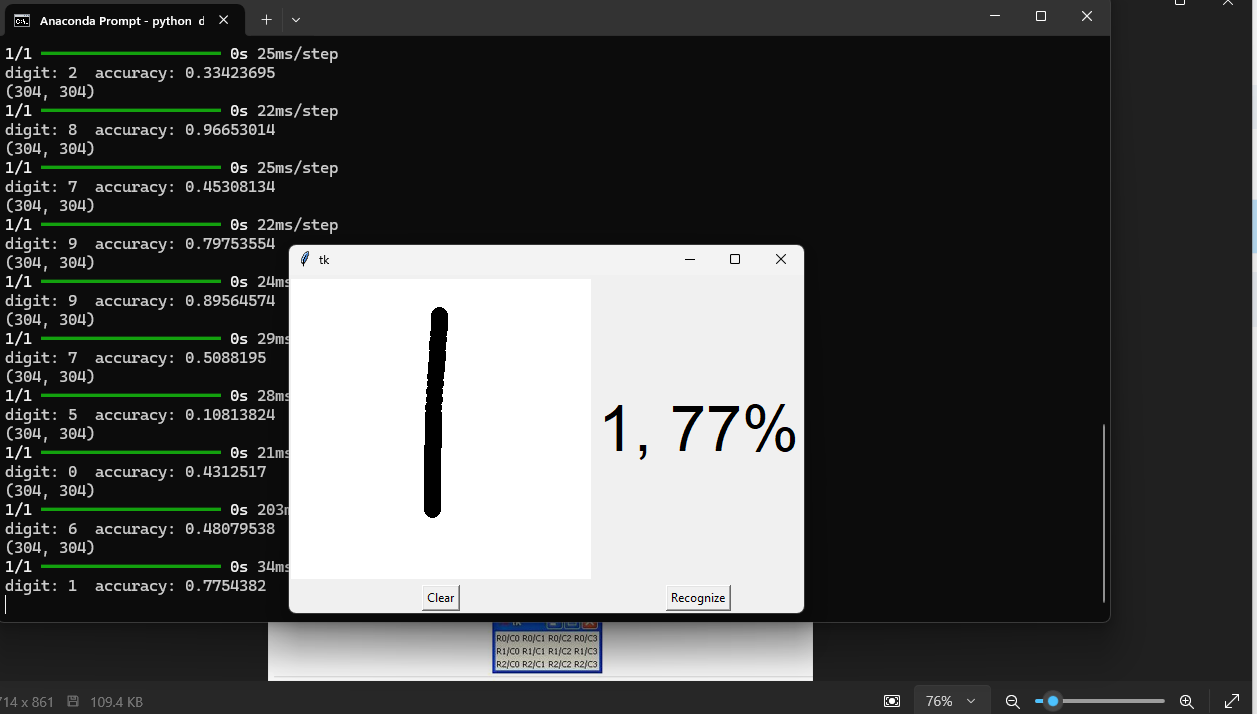 Anaconda Prompt - python d
1/1 0s 25ms/step
digit: 2 accuracy: 0.33423695
(304, 304)
1/1 0s 22ms/step
digit: 8 accuracy: 0.96653014
(304, 304)
1/1 0s 25ms/step
digit: 7 accuracy: 0.45308134
(304, 304)
1/1 0s 22ms/step
digit: 9 accuracy: 0.79753554
(304, 304)
1/1 0s 24ms
digit: 9 accuracy: 0.89564574
(304, 304)
1/1 0s 29ms
digit: 7 accuracy: 0.5088195
(304, 304)
1/1 0s 28ms
digit: 5 accuracy: 0.10813824
(304, 304)
1/1 0s 21ms
digit: 0 accuracy: 0.4312517
(304, 304)
1/1 0s 203m
digit: 6 accuracy: 0.48079538
(304, 304)
1/1 0s 34ms
digit: 1 accuracy: 0.7754382
tk
1
1, 77%
Clear
Recognize
tk
R0/C0 R0/C1 R0/C2 R0/C3
R1/C0 R1/C1 R1/C2 R1/C3
R2/C0 R2/C1 R2/C2 R2/C3
14 x 861
109.4 KB
76%